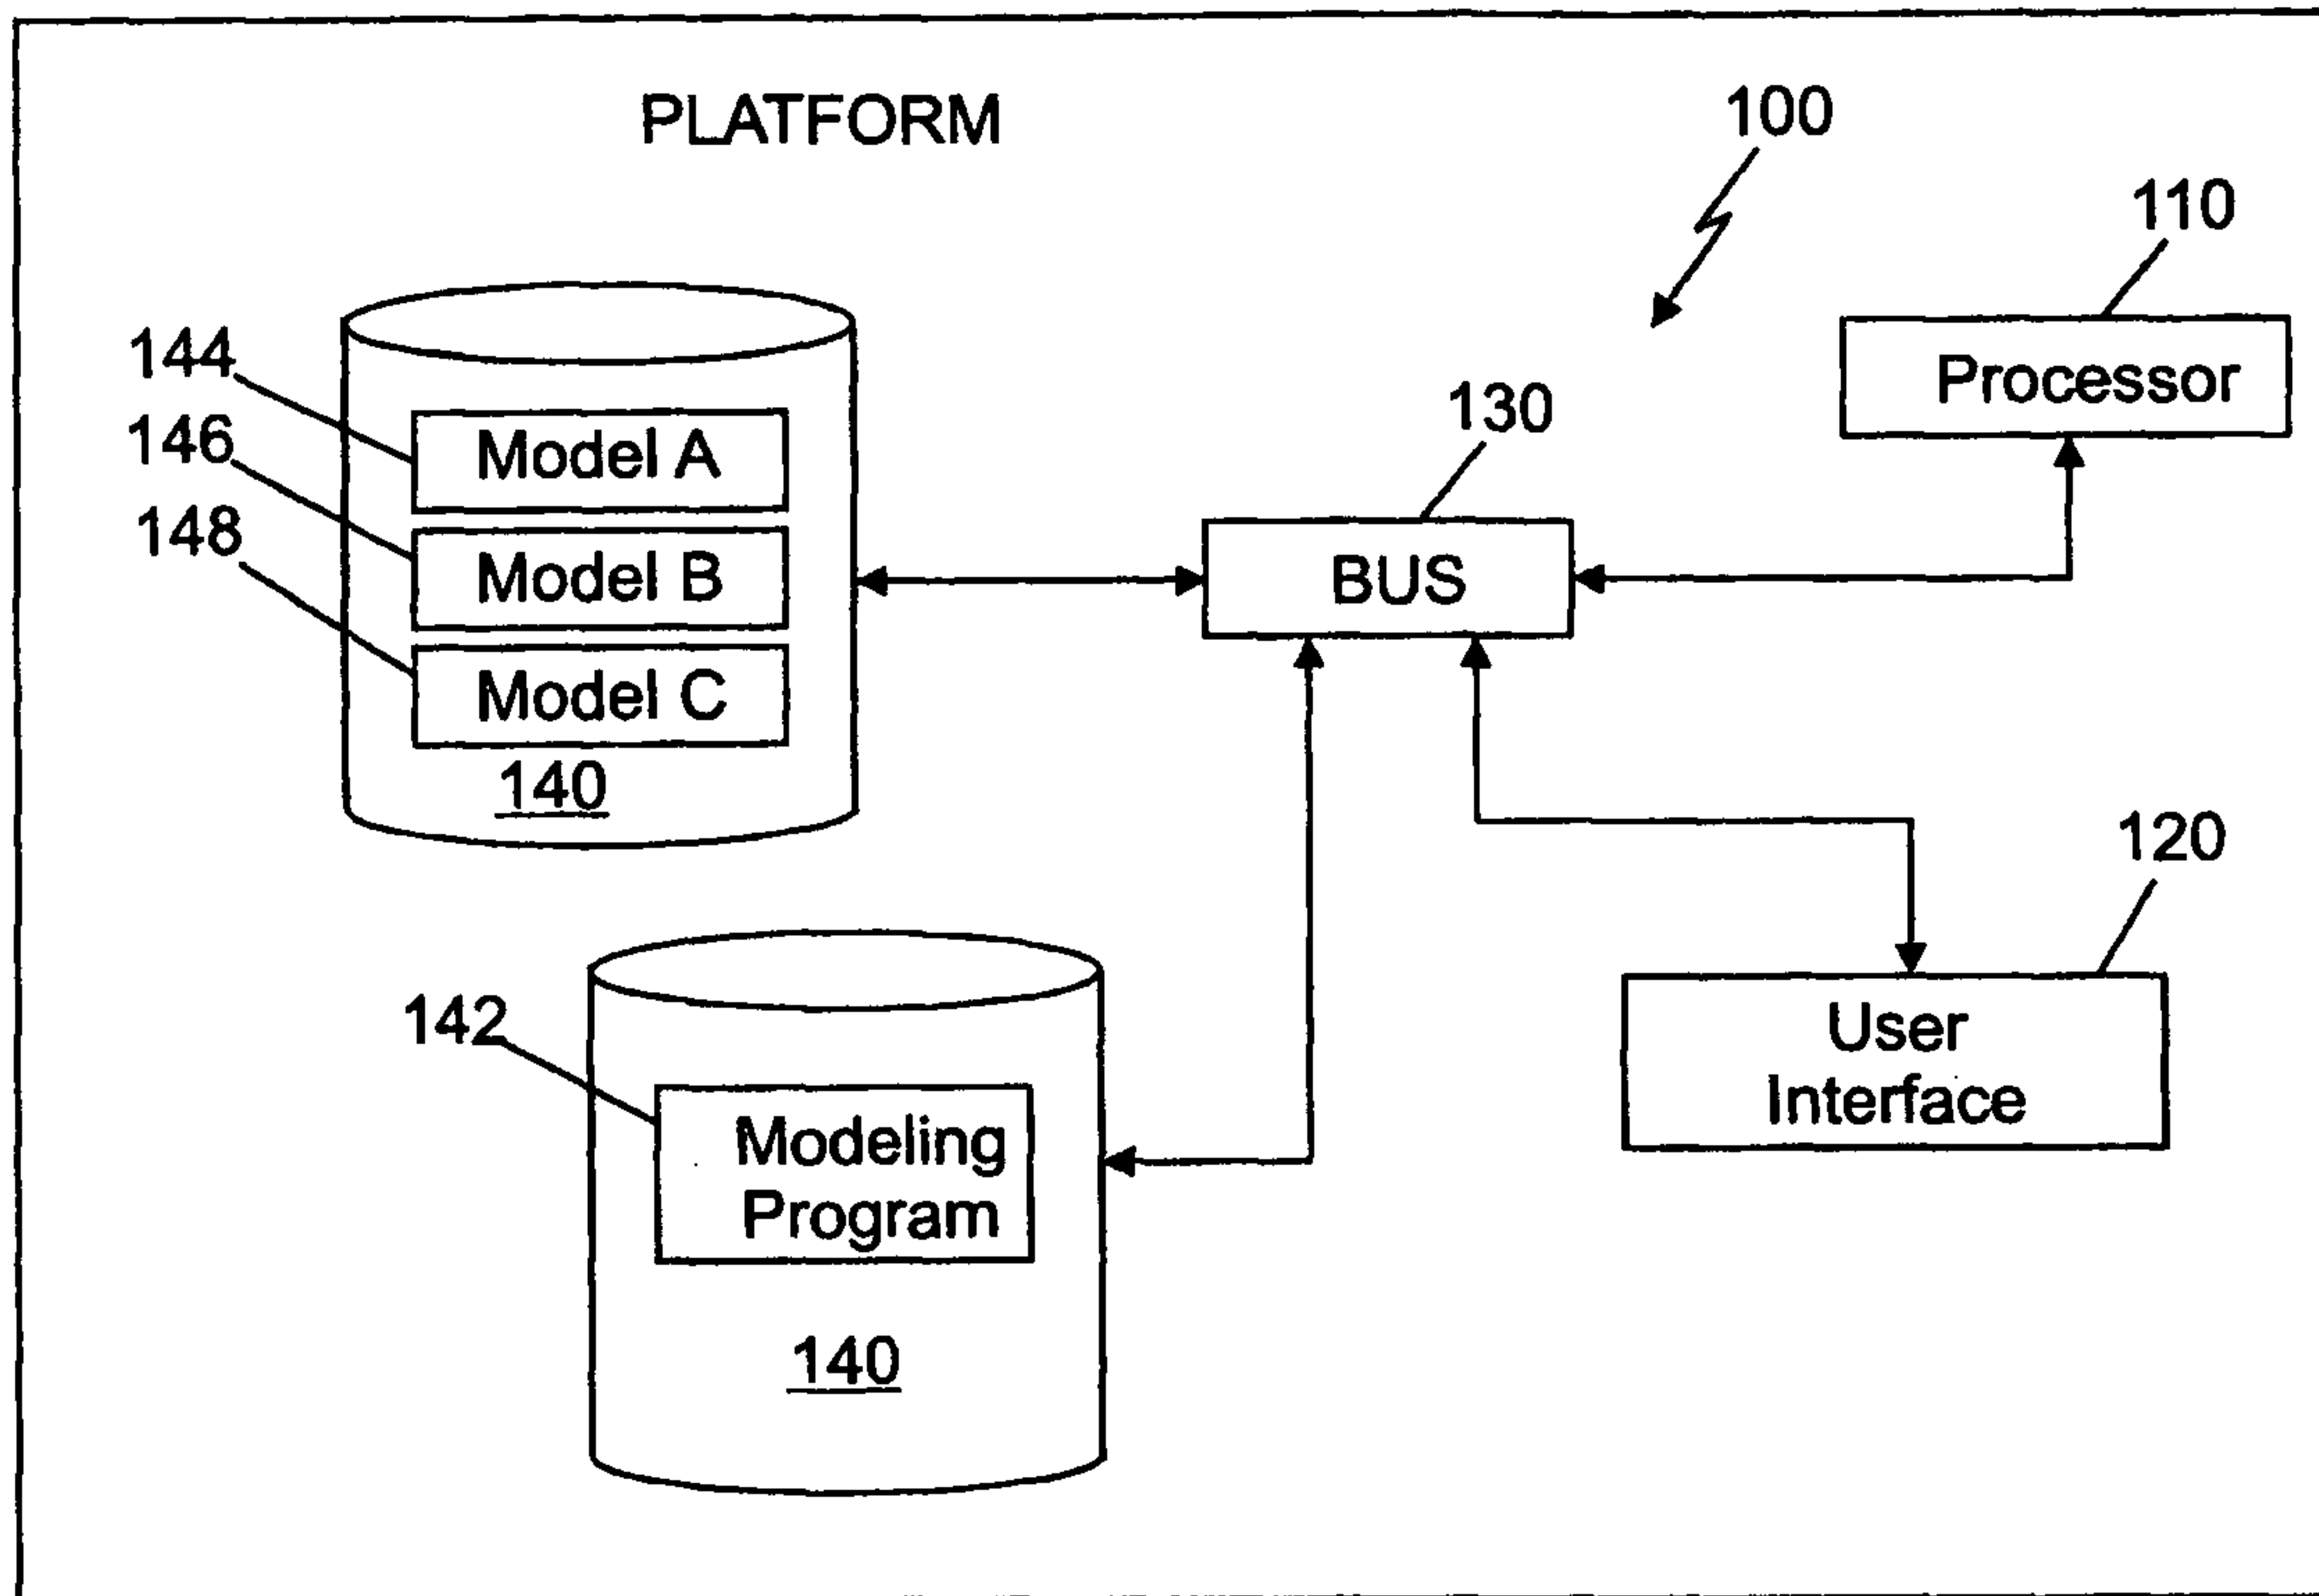 PLATFORM
100
110
Processor
144
146
148
Model A
Model B
Model C
140
130
BUS
120
User
Interface
142
Modeling
Program
140